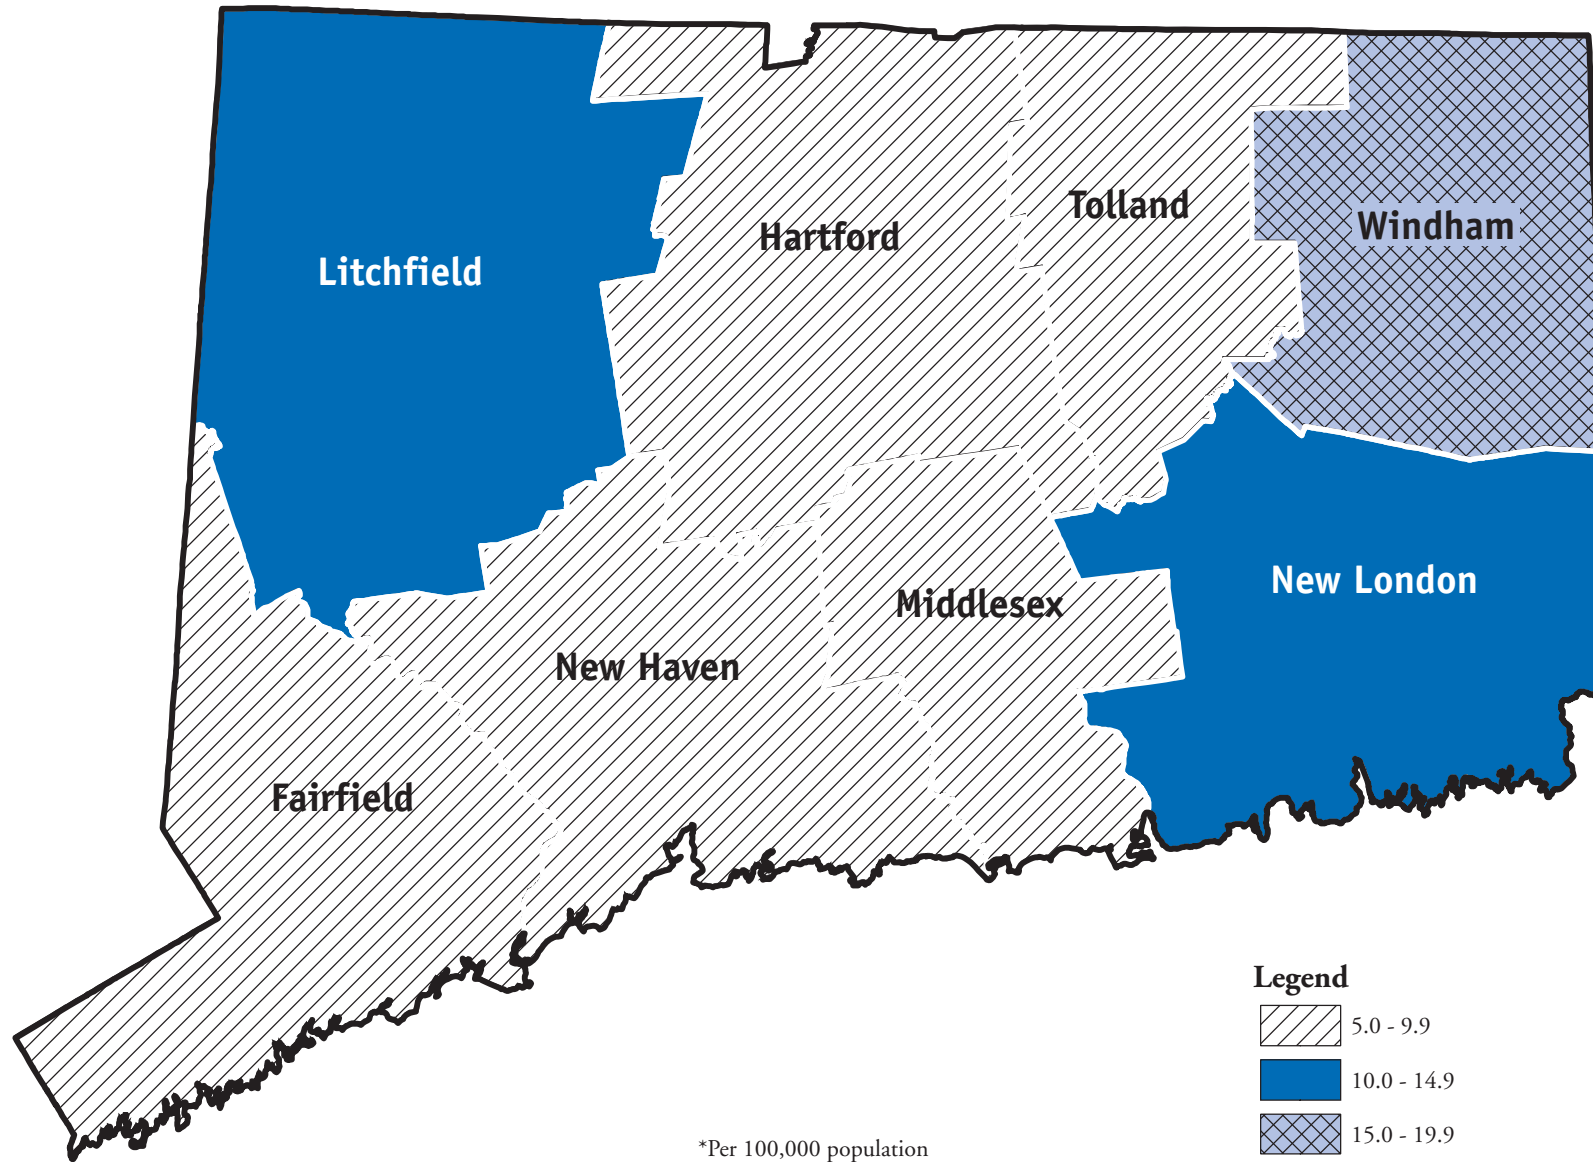 Tolland
Windham
Hartford
Litchfield
New London
Middlesex
New Haven
Fairfield
Legend
5.0 - 9.9
10.0 - 14.9
15.0 - 19.9
*Per 100,000 population